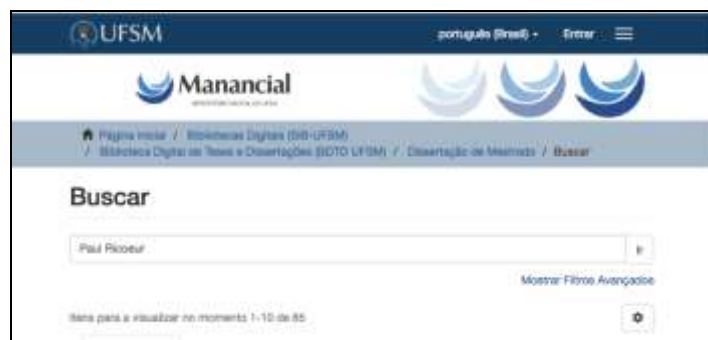 UFSM
português (Brasil)
Entrar
Manancial
Página inicial / Bibliotecas Digitais (SIB-UFSM)
/ Biblioteca Digital de Teses e Dissertações (BDTD UFSM) / Dissertação de Mestrado / Buscar
Buscar
Paul Ricoeur
Ir
Mostrar Filtros Avançados
Itens para a visualizar no momento 1-10 de 85